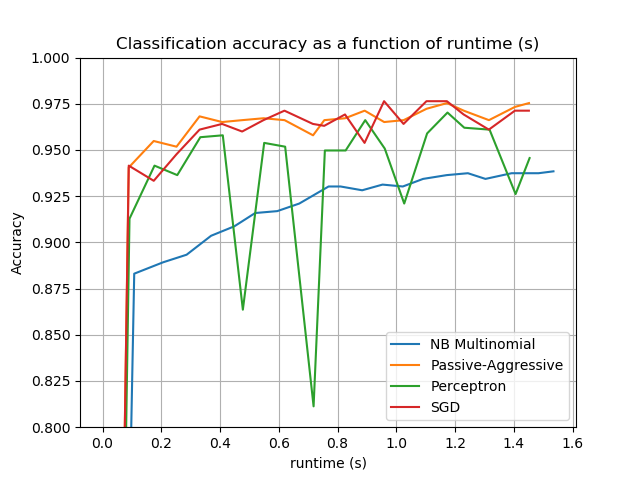 Classification accuracy as a function of runtime (s)
1.000
0.975
0.950
0.925
0.900
0.875
0.850
0.825
0.800
Accuracy
NB Multinomial
Passive-Aggressive
Perceptron
SGD
0.0 0.2 0.4 0.6 0.8 1.0 1.2 1.4 1.6
runtime (s)